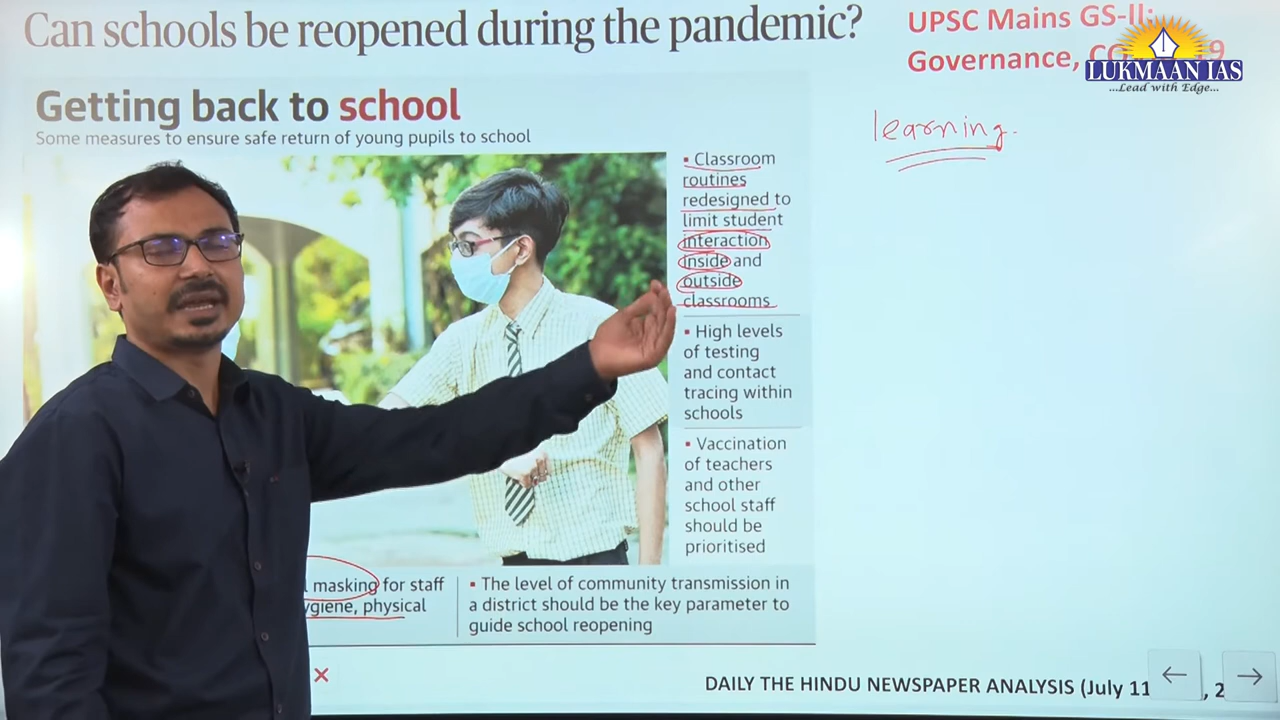 Can schools be reopened during the pandemic?
UPSC Mains GS-II:
Governance,
LUKMAAN IAS
...Lead with Edge...
Getting back to school
Some measures to ensure safe return of young pupils to school
learning.
▪ Classroom
routines
redesigned to
limit student
interaction
inside and
outside
classrooms
▪ High levels
of testing
and contact
tracing within
schools
▪ Vaccination
of teachers
and other
school staff
should be
prioritised
masking for staff
physical
▪ The level of community transmission in
a district should be the key parameter to
guide school reopening
DAILY THE HINDU NEWSPAPER ANALYSIS (July 11